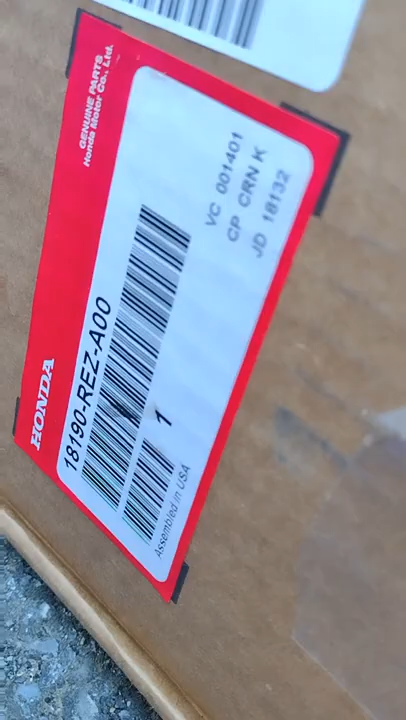 GENUINE PARTS
Honda Motor Co., Ltd.
HONDA
18190-REZ-A00
1
Assembled in USA
VC 001401
CP CRN K
JD 18132